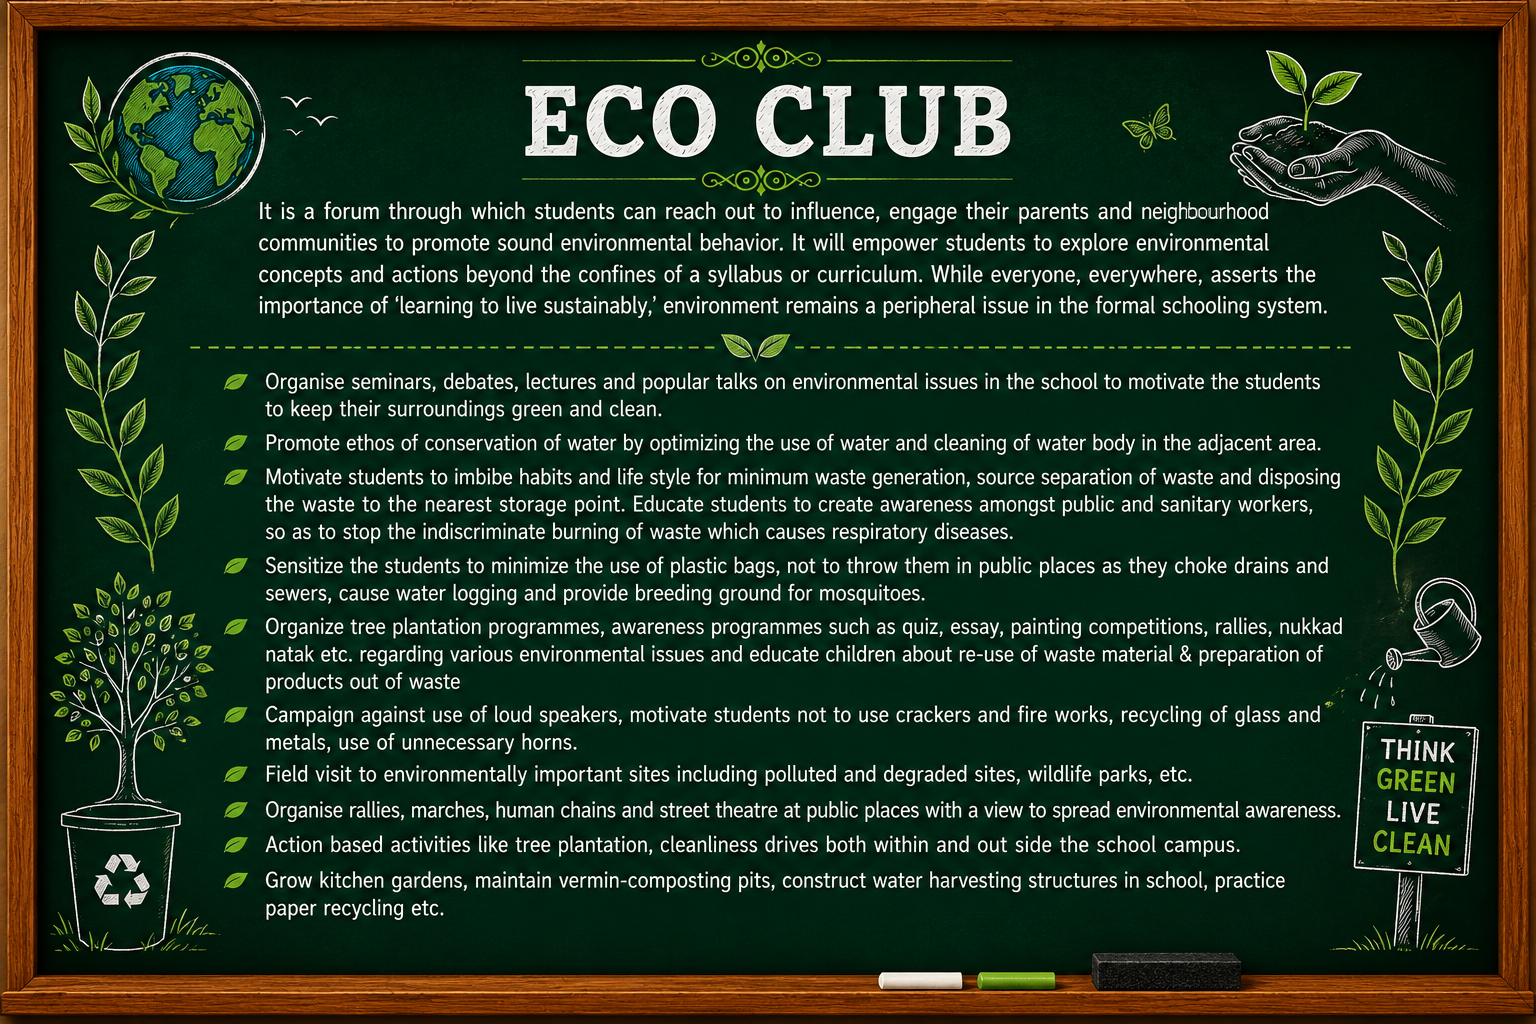 ECO CLUB
It is a forum through which students can reach out to influence, engage their parents and neighbourhood
communities to promote sound environmental behavior. It will empower students to explore environmental
concepts and actions beyond the confines of a syllabus or curriculum. While everyone, everywhere, asserts the
importance of ‘learning to live sustainably,’ environment remains a peripheral issue in the formal schooling system.
Organise seminars, debates, lectures and popular talks on environmental issues in the school to motivate the students
to keep their surroundings green and clean.
Promote ethos of conservation of water by optimizing the use of water and cleaning of water body in the adjacent area.
Motivate students to imbibe habits and life style for minimum waste generation, source separation of waste and disposing
the waste to the nearest storage point. Educate students to create awareness amongst public and sanitary workers,
so as to stop the indiscriminate burning of waste which causes respiratory diseases.
Sensitize the students to minimize the use of plastic bags, not to throw them in public places as they choke drains and
sewers, cause water logging and provide breeding ground for mosquitoes.
Organize tree plantation programmes, awareness programmes such as quiz, essay, painting competitions, rallies, nukkad
natak etc. regarding various environmental issues and educate children about re-use of waste material & preparation of
products out of waste
Campaign against use of loud speakers, motivate students not to use crackers and fire works, recycling of glass and
metals, use of unnecessary horns.
Field visit to environmentally important sites including polluted and degraded sites, wildlife parks, etc.
Organise rallies, marches, human chains and street theatre at public places with a view to spread environmental awareness.
Action based activities like tree plantation, cleanliness drives both within and out side the school campus.
Grow kitchen gardens, maintain vermin-composting pits, construct water harvesting structures in school, practice
paper recycling etc.
THINK
GREEN
LIVE
CLEAN